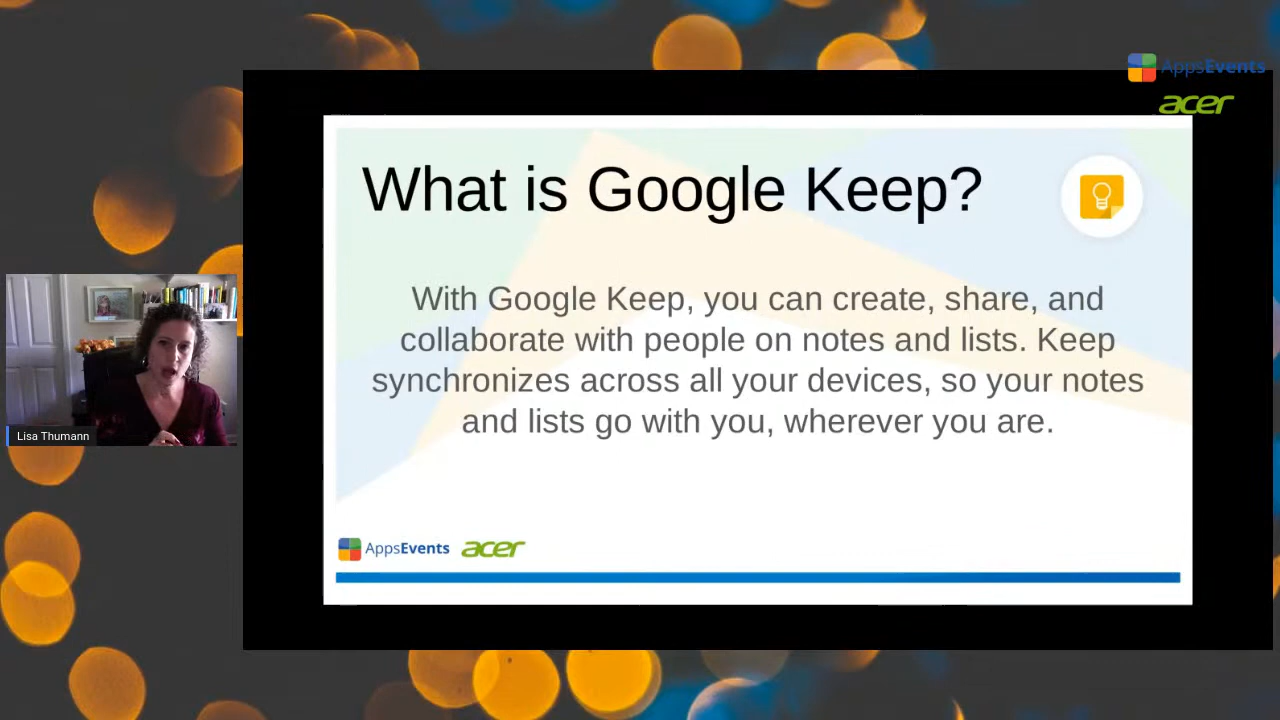 AppsEvents
acer
What is Google Keep?
With Google Keep, you can create, share, and
collaborate with people on notes and lists. Keep
synchronizes across all your devices, so your notes
and lists go with you, wherever you are.
Lisa Thumann
AppsEvents acer